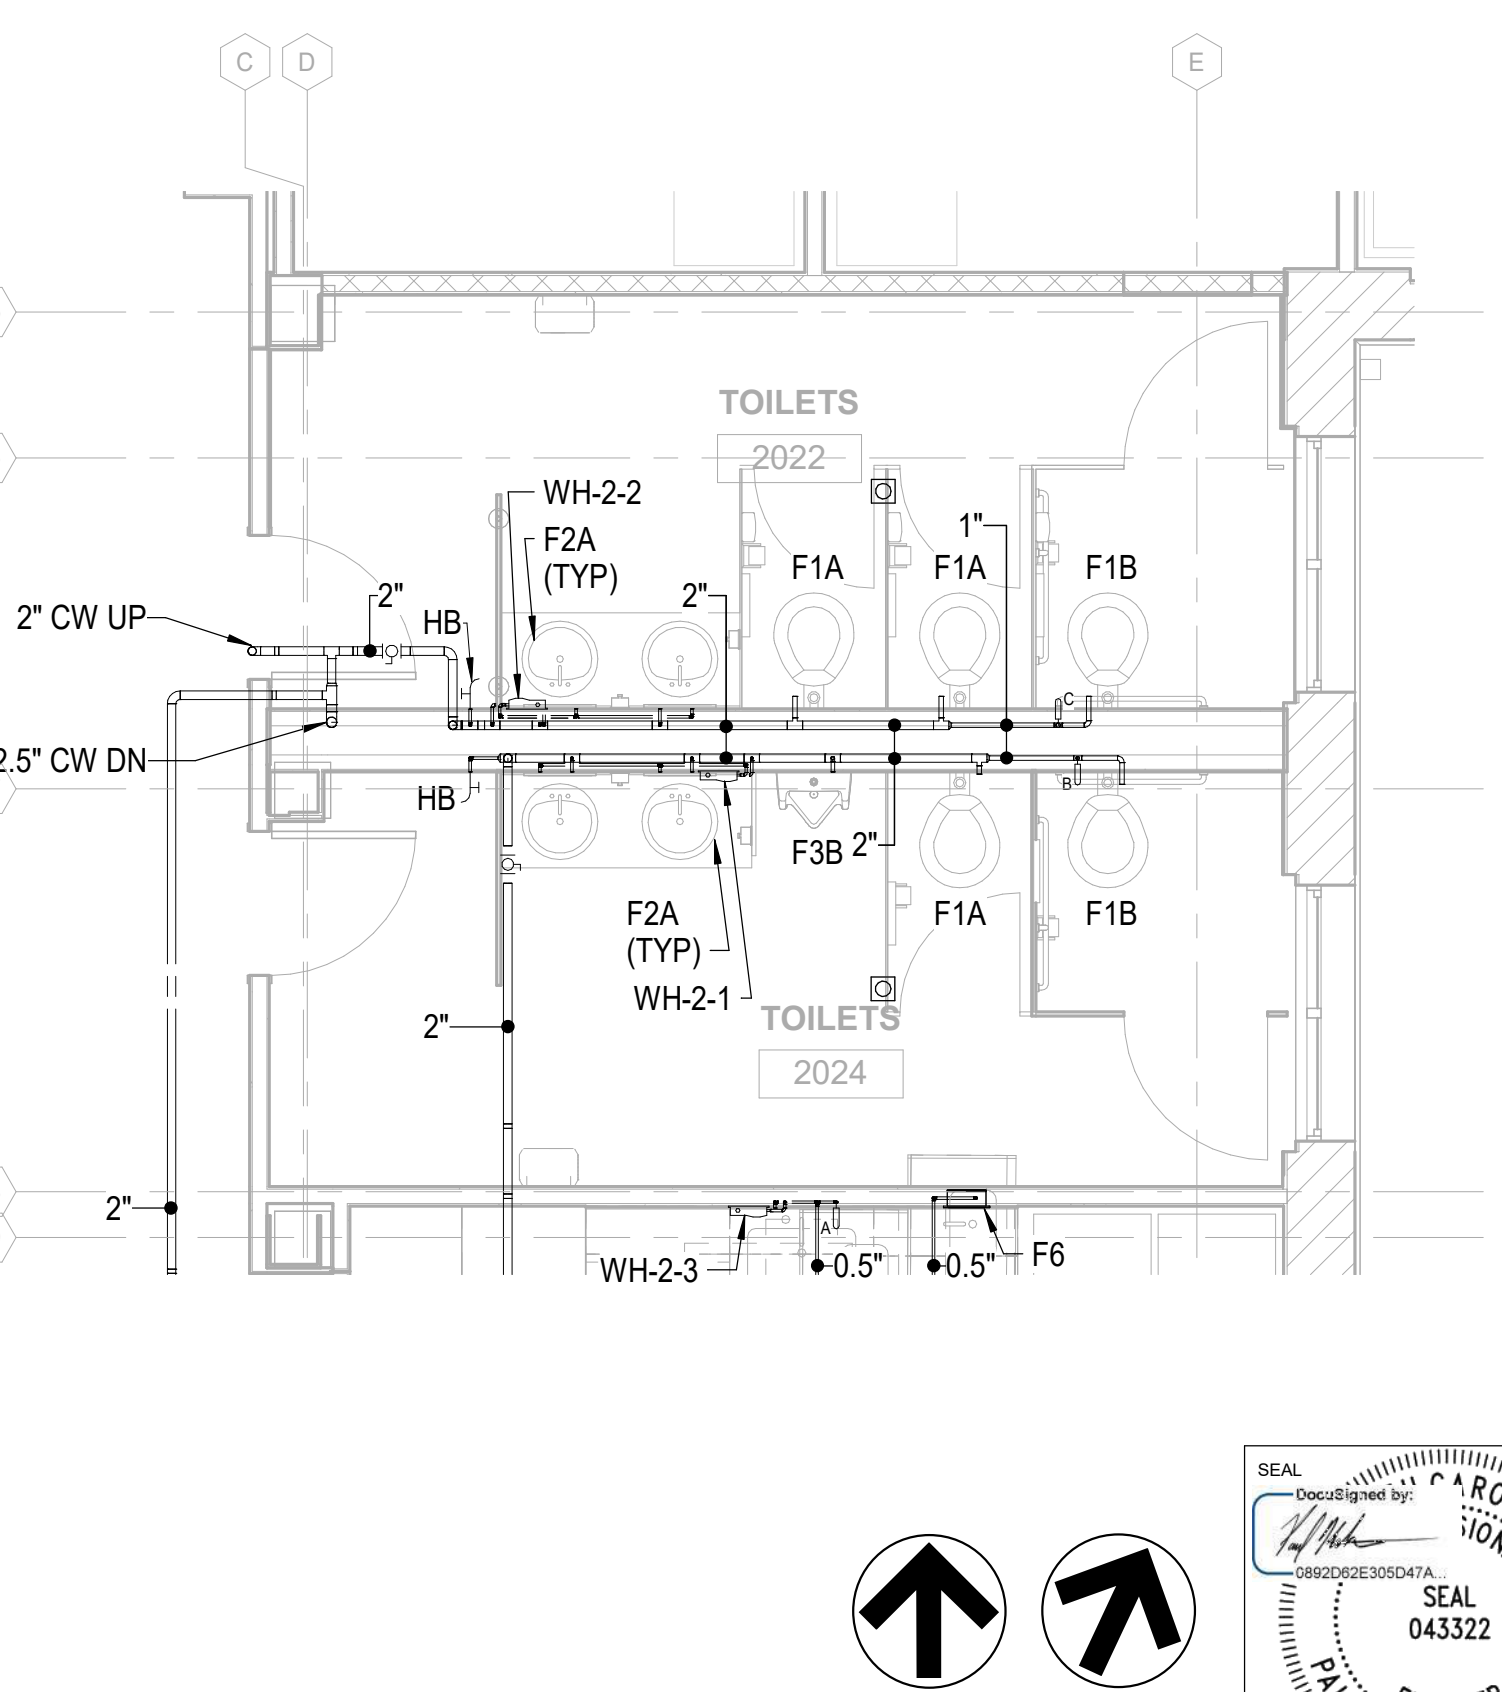 C
D
E
TOILETS
2022
WH-2-2
F2A
(TYP)
1"
F1A
F1A
F1B
2"
2"
2" CW UP
HB
C
2.5" CW DN
B
HB
F3B
2"
F2A
(TYP)
F1A
F1B
WH-2-1
TOILETS
2"
2024
2"
A
WH-2-3
0.5"
0.5"
F6
SEAL
DocuSigned by:
0892D62E305D47A...
SEAL
043322